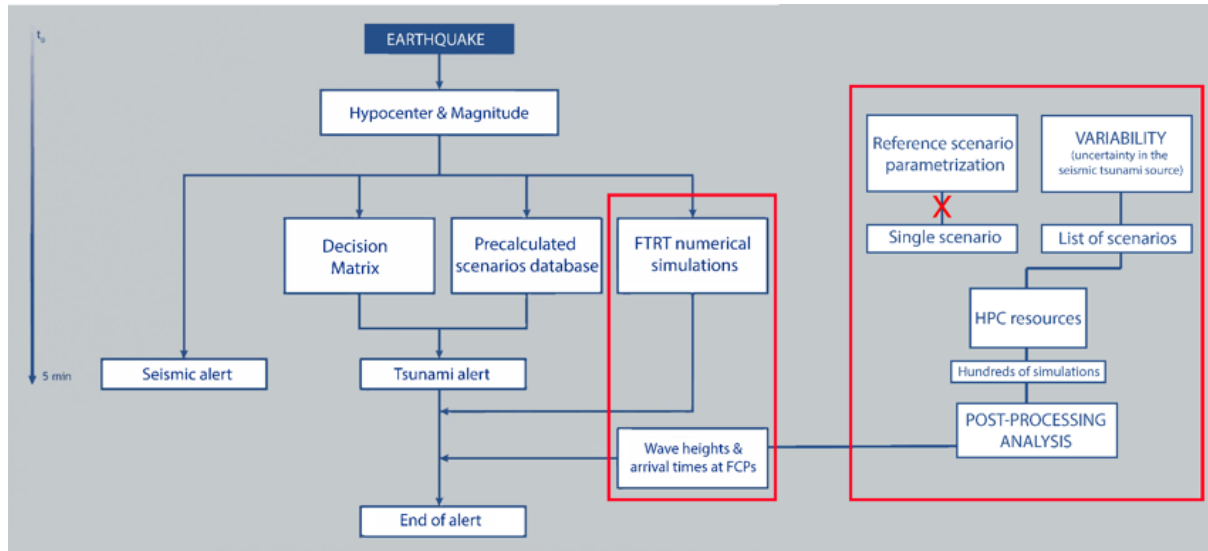 t₀
EARTHQUAKE
Hypocenter & Magnitude
Decision
Matrix
Precalculated
scenarios database
FTRT numerical
simulations
Reference scenario
parametrization
X
Single scenario
VARIABILITY
(uncertainty in the
seismic tsunami source)
List of scenarios
HPC resources
Hundreds of simulations
POST-PROCESSING
ANALYSIS
5 min
Seismic alert
Tsunami alert
Wave heights &
arrival times at FCPs
End of alert